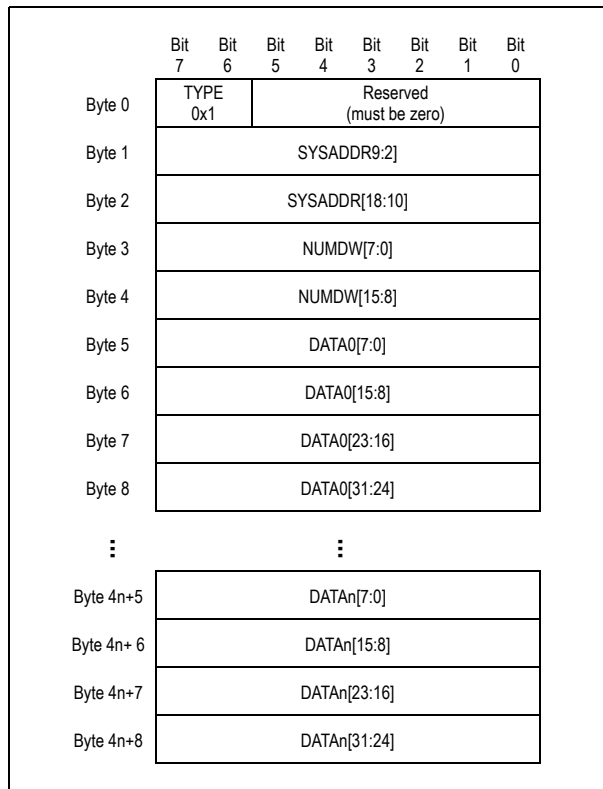 Bit Bit Bit Bit Bit Bit Bit Bit
7 6 5 4 3 2 1 0
Byte 0 TYPE Reserved
0x1 (must be zero)
Byte 1 SYSADDR9:2]
Byte 2 SYSADDR[18:10]
Byte 3 NUMDW[7:0]
Byte 4 NUMDW[15:8]
Byte 5 DATA0[7:0]
Byte 6 DATA0[15:8]
Byte 7 DATA0[23:16]
Byte 8 DATA0[31:24]
... ...
Byte 4n+5 DATAn[7:0]
Byte 4n+ 6 DATAn[15:8]
Byte 4n+7 DATAn[23:16]
Byte 4n+8 DATAn[31:24]